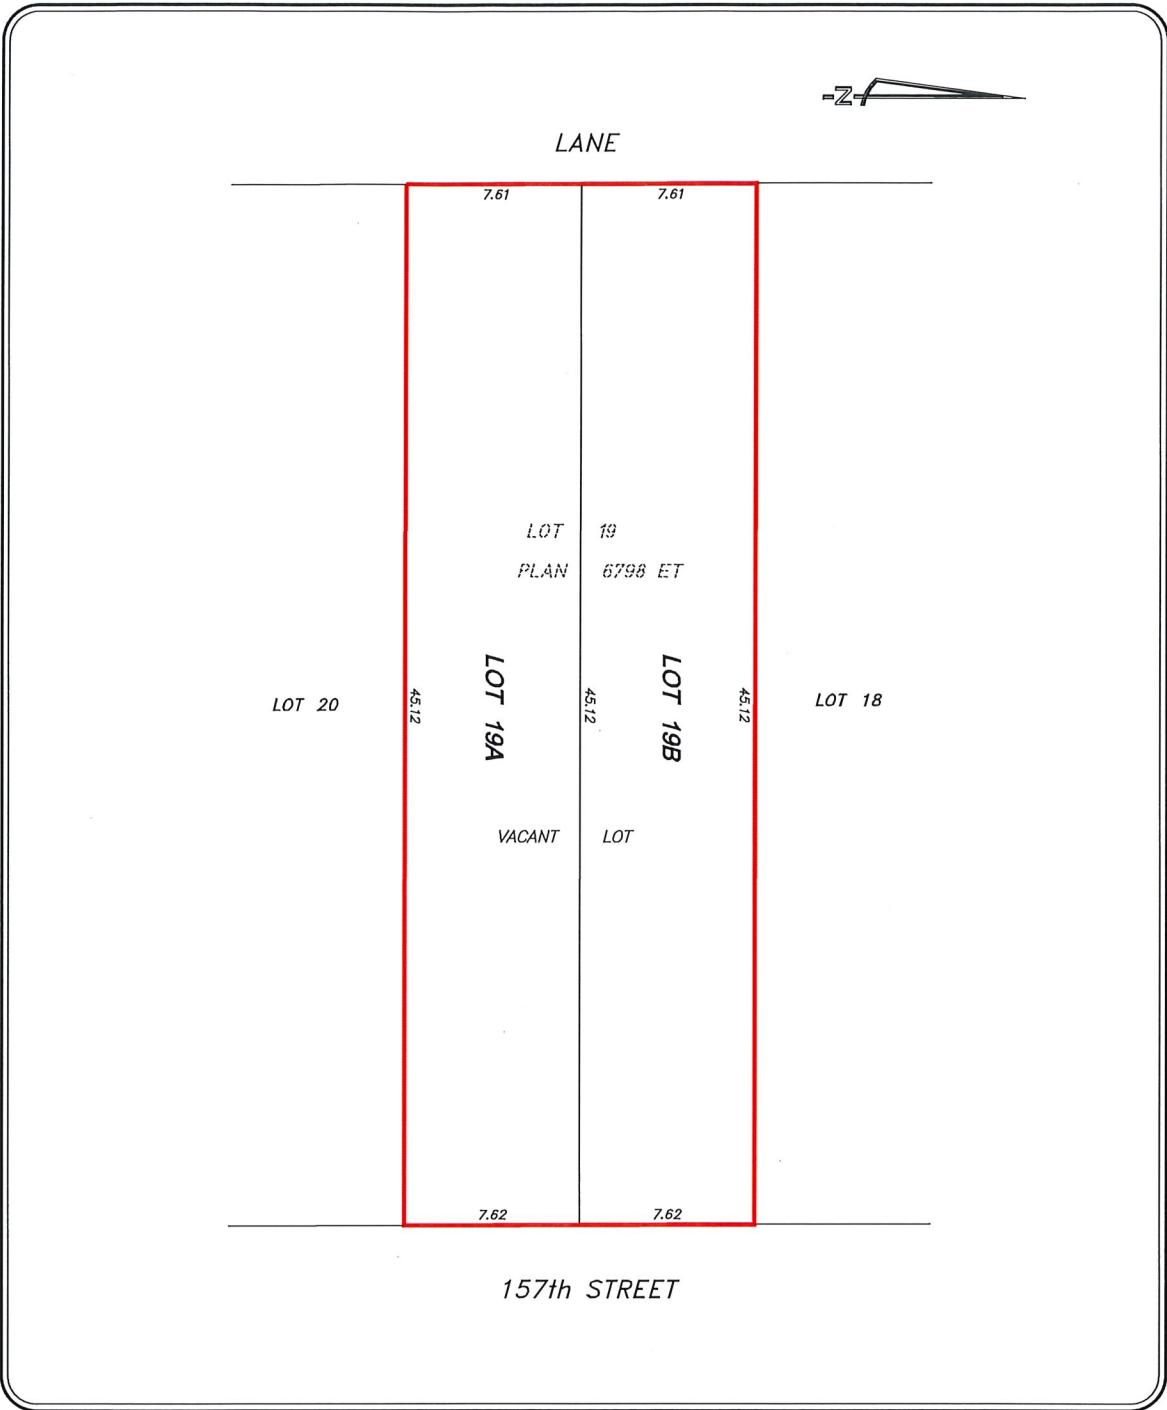 -Z-
LANE
7.61 7.61
LOT 19
PLAN 6798 ET
LOT 20
45.12
LOT 19A
45.12
LOT 19B
45.12
LOT 18
VACANT LOT
7.62 7.62
157th STREET